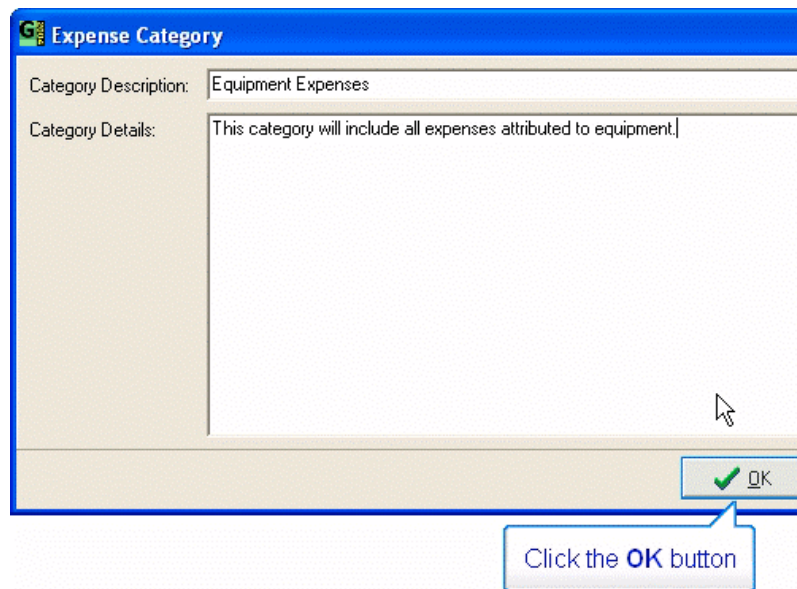 Expense Category
Category Description: Equipment Expenses
Category Details: This category will include all expenses attributed to equipment.
OK
Click the OK button